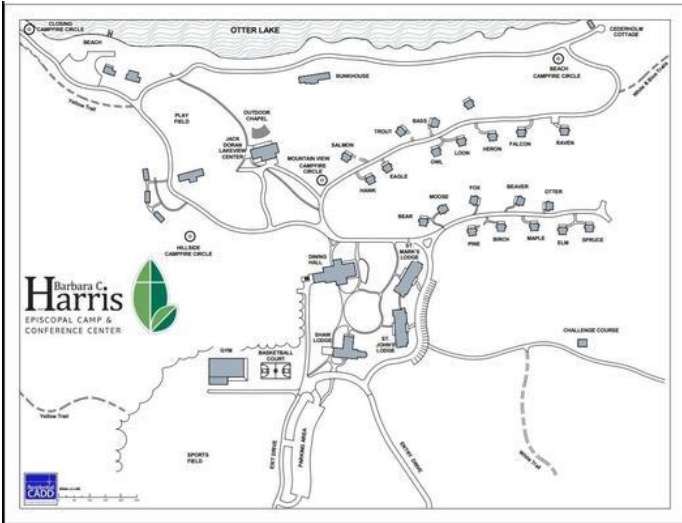 CLOSING
CAMPFIRE CIRCLE
H
OTTER LAKE
CEDERHOLM
COTTAGE
BEACH
BEACH
CAMPFIRE CIRCLE
BUNKHOUSE
White & Blue Trails
Yellow Trail
PLAY
FIELD
OUTDOOR
CHAPEL
JACK
DORAN
LAKEVIEW
CENTER
MOUNTAIN VIEW
CAMPFIRE
CIRCLE
SALMON
TROUT
BASS
HAWK
EAGLE
OWL
LOON
HERON
FALCON
RAVEN
BEAR
MOOSE
FOX
BEAVER
OTTER
PINE
BIRCH
MAPLE
ELM
SPRUCE
HILLSIDE
CAMPFIRE CIRCLE
DINING
HALL
ST.
MARK'S
LODGE
Barbara C.
Harris
EPISCOPAL CAMP &
CONFERENCE CENTER
SHAW
LODGE
ST.
JOHN'S
LODGE
CHALLENGE COURSE
GYM
BASKETBALL
COURT
Yellow Trail
SPORTS
FIELD
EXIT DRIVE
PARKING AREA
ENTRY DRIVE
White Trail
Residential
CADD